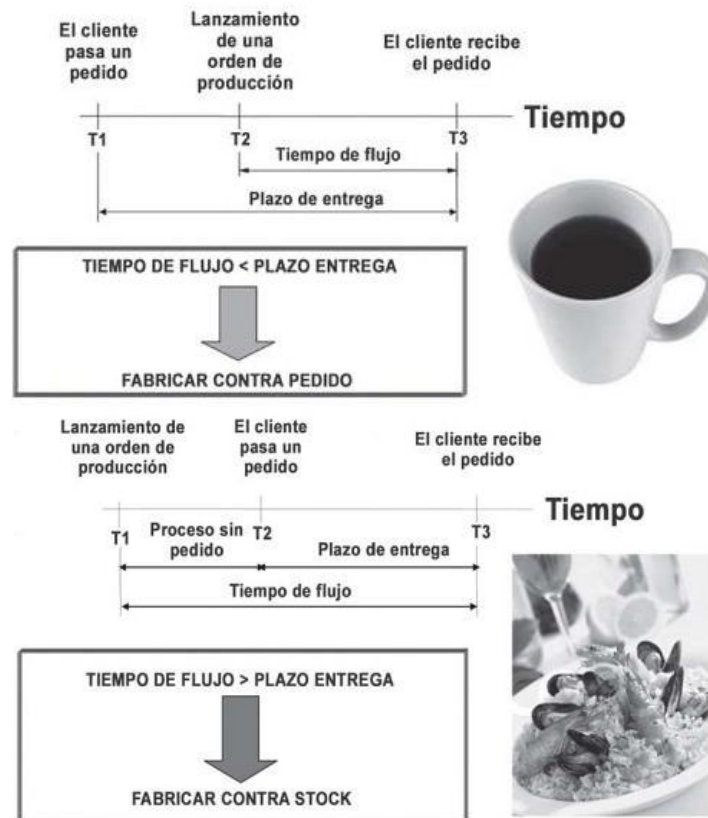 El cliente
pasa un
pedido
Lanzamiento
de una
orden de
producción
El cliente recibe
el pedido
Tiempo
T1
T2
T3
Tiempo de flujo
Plazo de entrega
TIEMPO DE FLUJO < PLAZO ENTREGA
FABRICAR CONTRA PEDIDO
Lanzamiento de
una orden de
producción
El cliente
pasa un
pedido
El cliente recibe
el pedido
Tiempo
T1
Proceso sin
pedido
T2
Plazo de entrega
T3
Tiempo de flujo
TIEMPO DE FLUJO > PLAZO ENTREGA
FABRICAR CONTRA STOCK